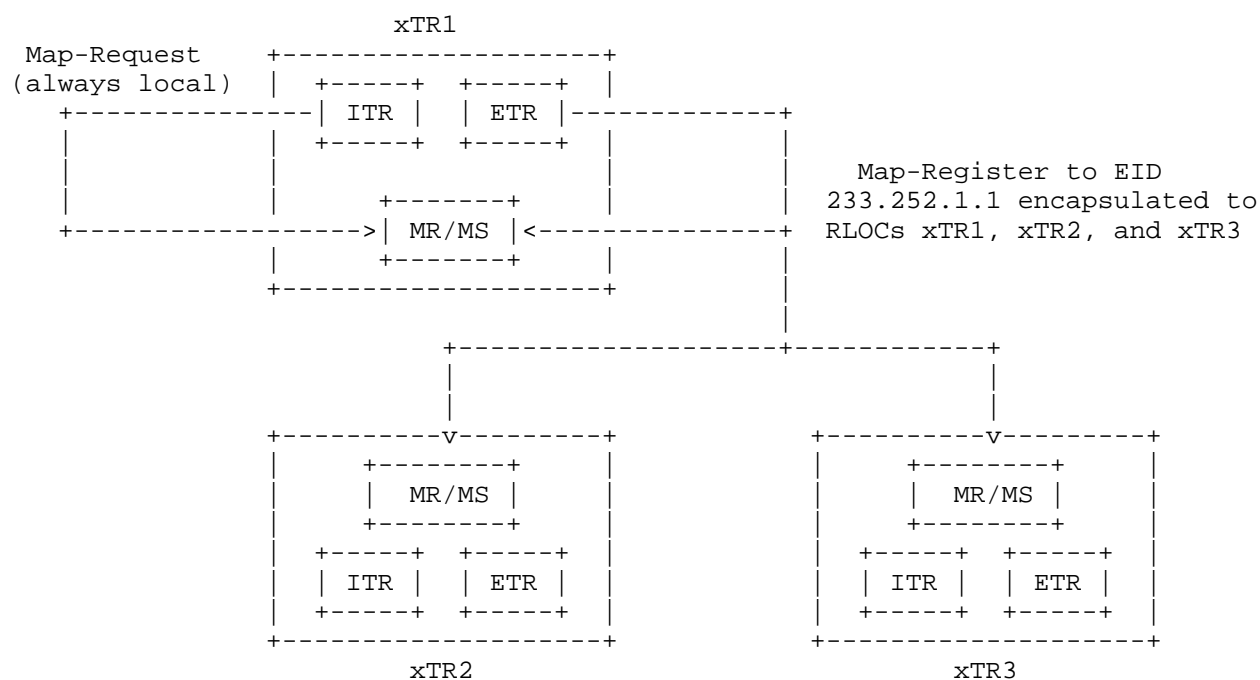 xTR1
Map-Request
(always local)
ITR ETR
Map-Register to EID
MR/MS 233.252.1.1 encapsulated to
RLOCs xTR1, xTR2, and xTR3
MR/MS MR/MS
ITR ETR ITR ETR
xTR2 xTR3